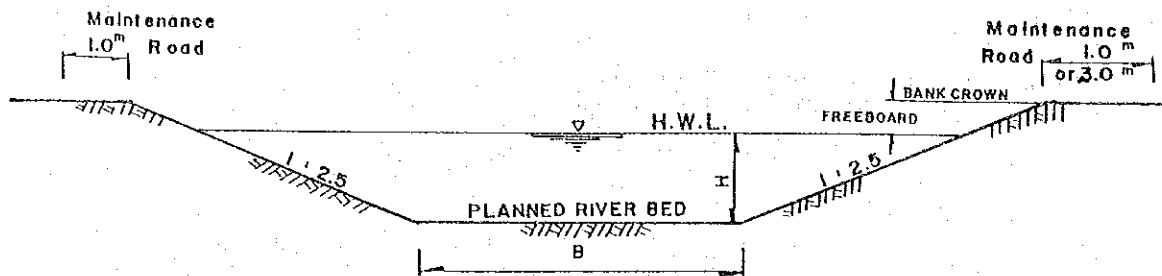 Maintenance
1.0 m
Road
Maintenance
Road
1.0 m
or 3.0 m
BANK CROWN
H.W.L.
FREEBOARD
1 : 2.5
H
1 : 2.5
PLANNED RIVER BED
B